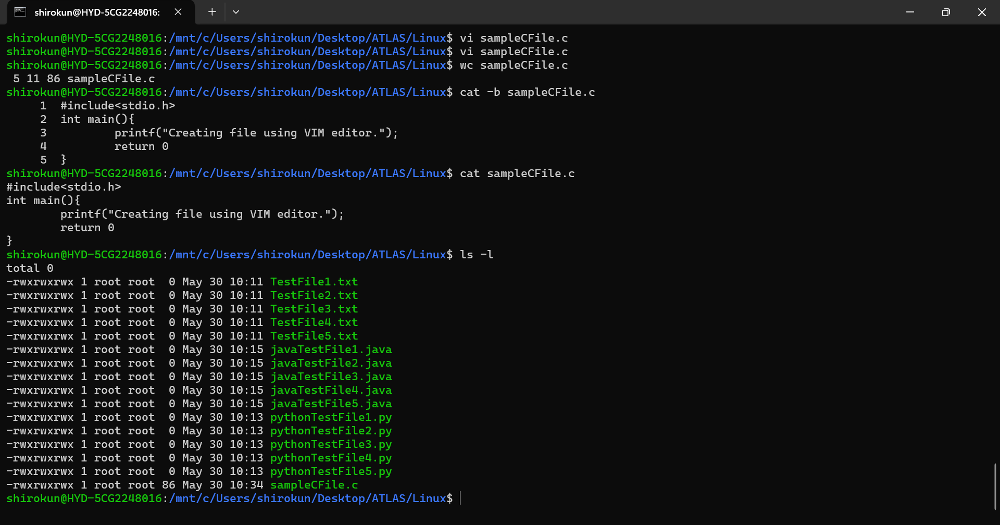 shirokun@HYD-5CG2248016:
shirokun@HYD-5CG2248016:/mnt/c/Users/shirokun/Desktop/ATLAS/Linux$ vi sampleCFile.c
shirokun@HYD-5CG2248016:/mnt/c/Users/shirokun/Desktop/ATLAS/Linux$ vi sampleCFile.c
shirokun@HYD-5CG2248016:/mnt/c/Users/shirokun/Desktop/ATLAS/Linux$ wc sampleCFile.c
 5 11 86 sampleCFile.c
shirokun@HYD-5CG2248016:/mnt/c/Users/shirokun/Desktop/ATLAS/Linux$ cat -b sampleCFile.c
     1  #include<stdio.h>
     2  int main(){
     3          printf("Creating file using VIM editor.");
     4          return 0
     5  }
shirokun@HYD-5CG2248016:/mnt/c/Users/shirokun/Desktop/ATLAS/Linux$ cat sampleCFile.c
#include<stdio.h>
int main(){
        printf("Creating file using VIM editor.");
        return 0
}
shirokun@HYD-5CG2248016:/mnt/c/Users/shirokun/Desktop/ATLAS/Linux$ ls -l
total 0
-rwxrwxrwx 1 root root  0 May 30 10:11 TestFile1.txt
-rwxrwxrwx 1 root root  0 May 30 10:11 TestFile2.txt
-rwxrwxrwx 1 root root  0 May 30 10:11 TestFile3.txt
-rwxrwxrwx 1 root root  0 May 30 10:11 TestFile4.txt
-rwxrwxrwx 1 root root  0 May 30 10:11 TestFile5.txt
-rwxrwxrwx 1 root root  0 May 30 10:15 javaTestFile1.java
-rwxrwxrwx 1 root root  0 May 30 10:15 javaTestFile2.java
-rwxrwxrwx 1 root root  0 May 30 10:15 javaTestFile3.java
-rwxrwxrwx 1 root root  0 May 30 10:15 javaTestFile4.java
-rwxrwxrwx 1 root root  0 May 30 10:15 javaTestFile5.java
-rwxrwxrwx 1 root root  0 May 30 10:13 pythonTestFile1.py
-rwxrwxrwx 1 root root  0 May 30 10:13 pythonTestFile2.py
-rwxrwxrwx 1 root root  0 May 30 10:13 pythonTestFile3.py
-rwxrwxrwx 1 root root  0 May 30 10:13 pythonTestFile4.py
-rwxrwxrwx 1 root root  0 May 30 10:13 pythonTestFile5.py
-rwxrwxrwx 1 root root 86 May 30 10:34 sampleCFile.c
shirokun@HYD-5CG2248016:/mnt/c/Users/shirokun/Desktop/ATLAS/Linux$